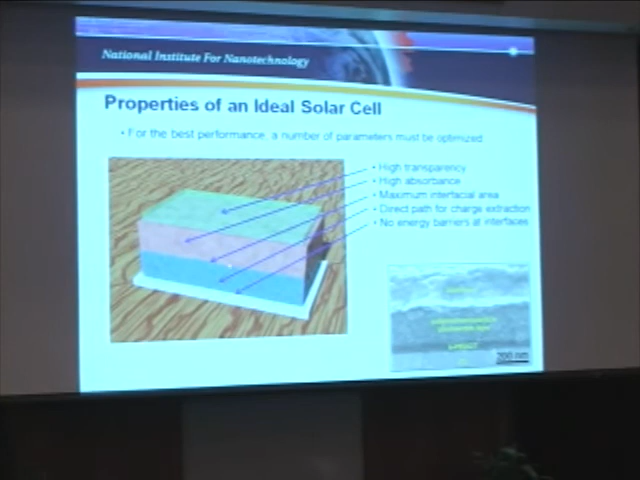 National Institute For Nanotechnology
Properties of an Ideal Solar Cell
• For the best performance, a number of parameters must be optimized:
• High transparency
• High absorbance
• Maximum interfacial area
• Direct path for charge extraction
• No energy barriers at interfaces
200 nm